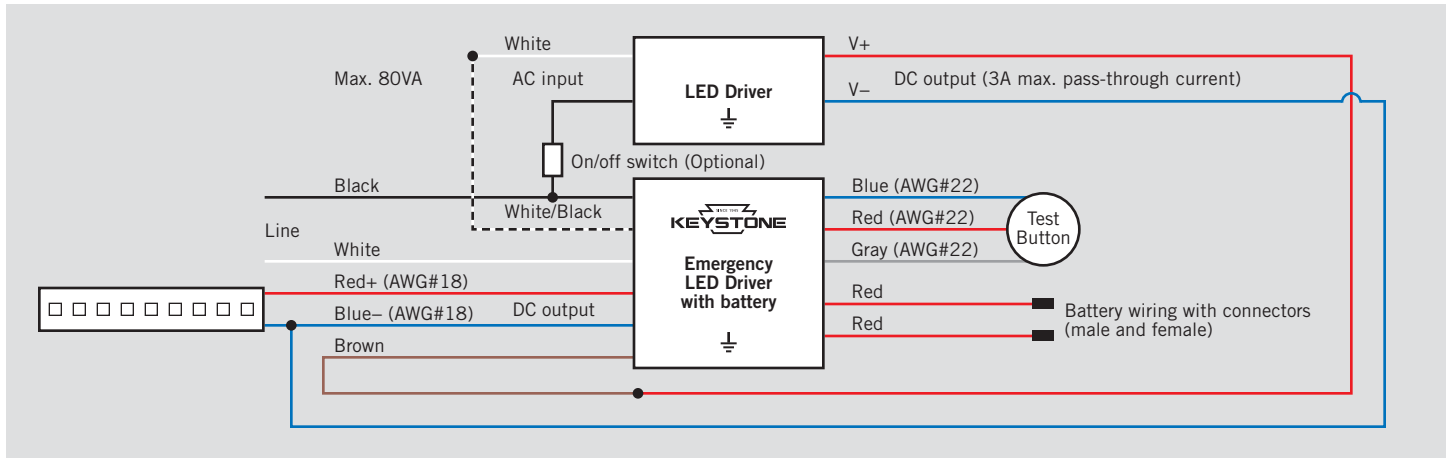 White
V+
Max. 80VA
AC input
LED Driver
DC output (3A max. pass-through current)
V–
On/off switch (Optional)
Black
White/Black
Line
White
Red+ (AWG#18)
Blue– (AWG#18)
DC output
Brown
SINCE 1945
KEYSTONE
Emergency
LED Driver
with battery
Blue (AWG#22)
Red (AWG#22)
Gray (AWG#22)
Test
Button
Red
Red
Battery wiring with connectors
(male and female)